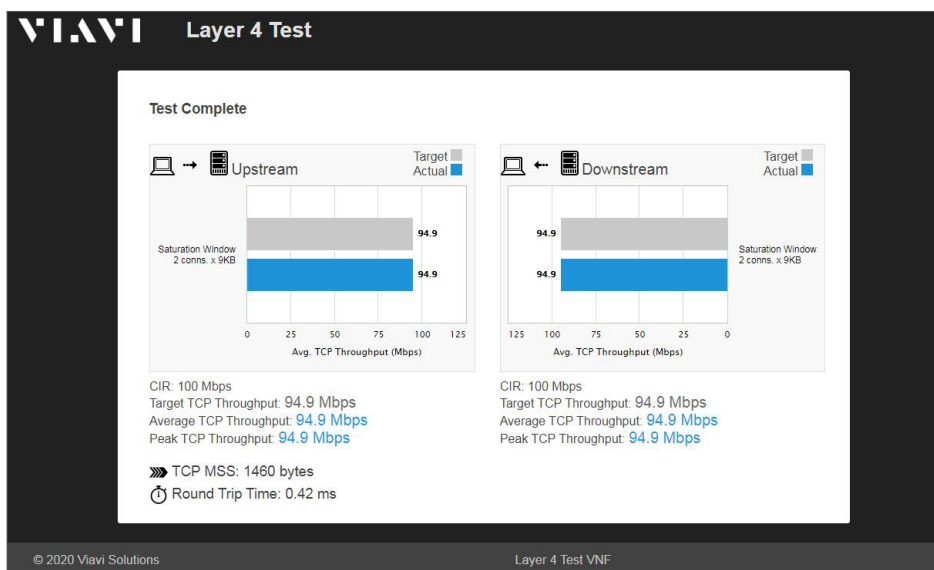 VIAVI Layer 4 Test
Test Complete
Upstream
Target
Actual
Saturation Window
2 conns. x 9KB
94.9
94.9
0 25 50 75 100 125
Avg. TCP Throughput (Mbps)
CIR: 100 Mbps
Target TCP Throughput: 94.9 Mbps
Average TCP Throughput: 94.9 Mbps
Peak TCP Throughput: 94.9 Mbps
TCP MSS: 1460 bytes
Round Trip Time: 0.42 ms
Downstream
Target
Actual
94.9
94.9
Saturation Window
2 conns. x 9KB
125 100 75 50 25 0
Avg. TCP Throughput (Mbps)
CIR: 100 Mbps
Target TCP Throughput: 94.9 Mbps
Average TCP Throughput: 94.9 Mbps
Peak TCP Throughput: 94.9 Mbps
© 2020 Viavi Solutions
Layer 4 Test VNF